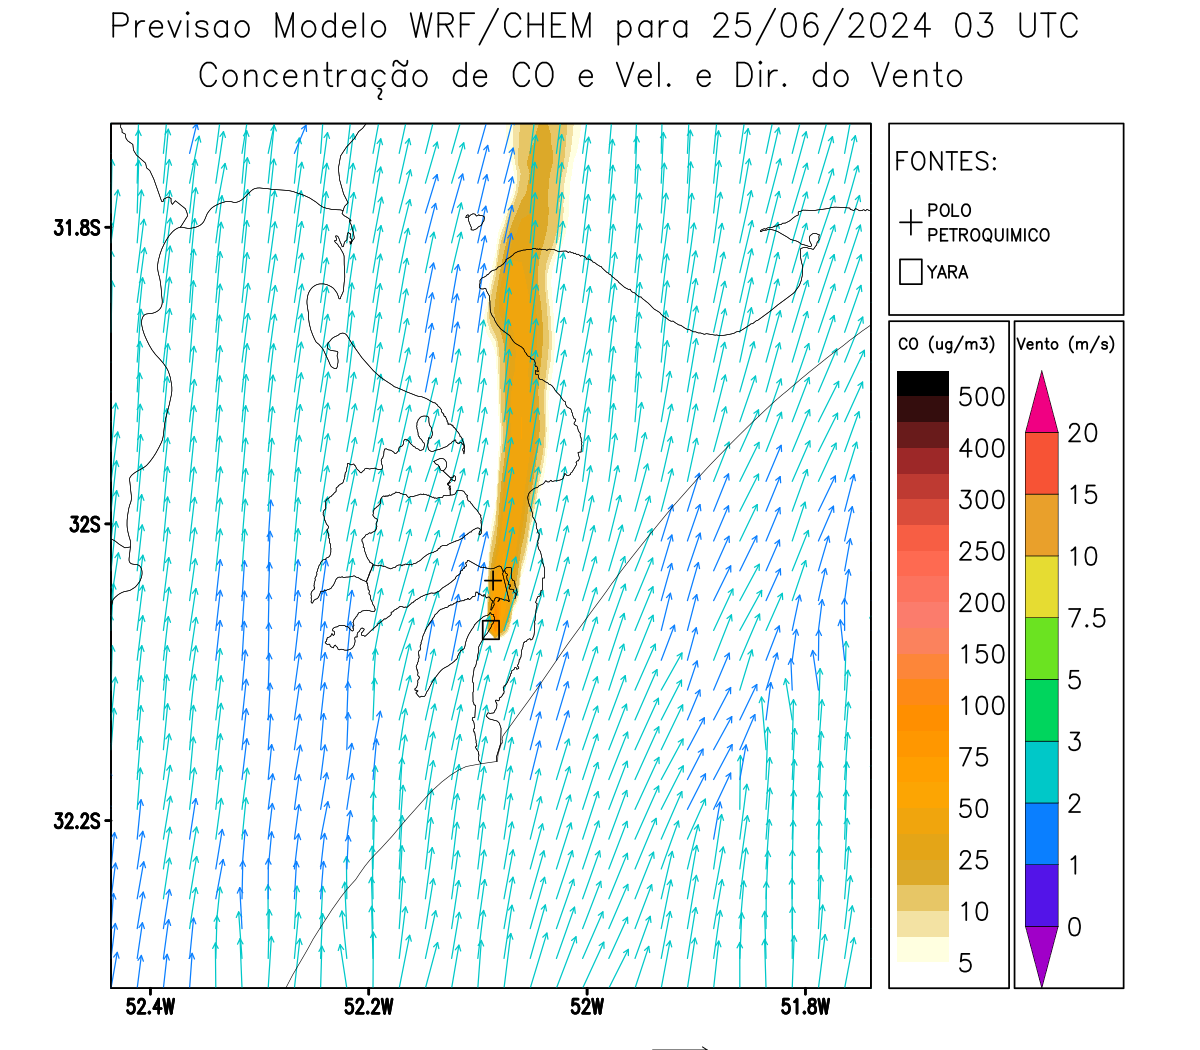 Previsao Modelo WRF/CHEM para 25/06/2024 03 UTC
Concentração de CO e Vel. e Dir. do Vento
FONTES:
POLO
PETROQUIMICO
YARA
CO (ug/m3)
500
400
300
250
200
150
100
75
50
25
10
5
Vento (m/s)
20
15
10
7.5
5
3
2
1
0
31.8S
32S
32.2S
52.4W
52.2W
52W
51.8W